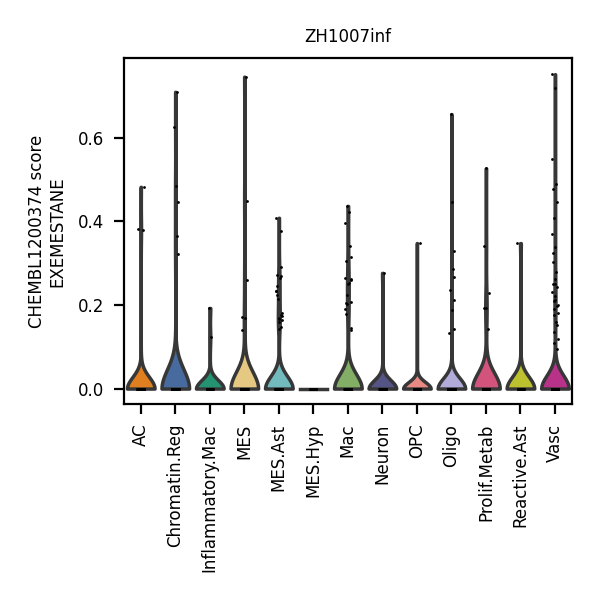 ZH1007inf
CHEMBL1200374 score
EXEMESTANE
0.6
0.4
0.2
0.0
AC
Chromatin.Reg
Inflammatory.Mac
MES
MES.Ast
MES.Hyp
Mac
Neuron
OPC
Oligo
Prolif.Metab
Reactive.Ast
Vasc